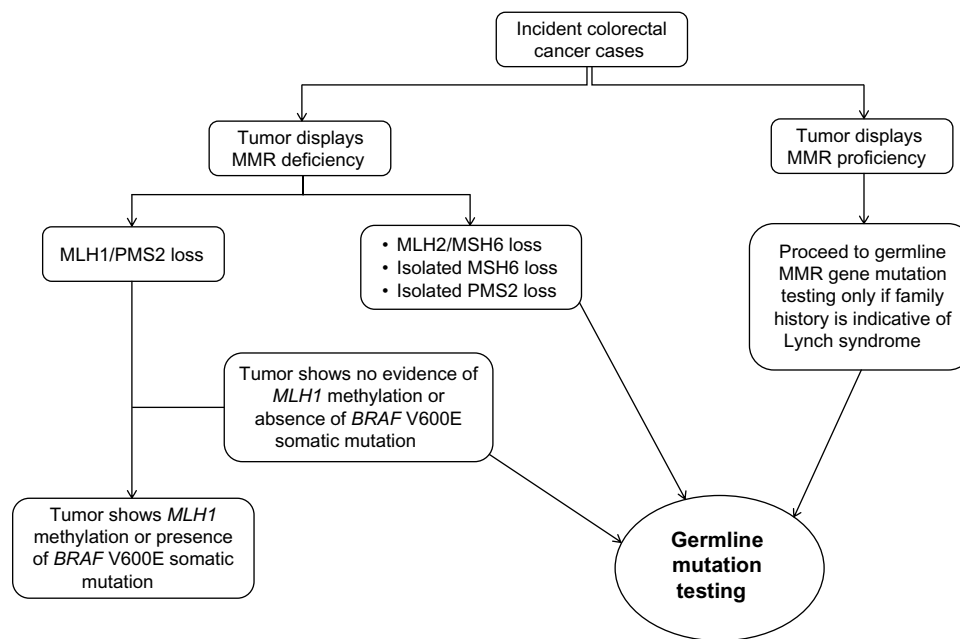 Incident colorectal
cancer cases
Tumor displays
MMR deficiency
Tumor displays
MMR proficiency
MLH1/PMS2 loss
• MLH2/MSH6 loss
• Isolated MSH6 loss
• Isolated PMS2 loss
Proceed to germline
MMR gene mutation
testing only if family
history is indicative of
Lynch syndrome
Tumor shows no evidence of
MLH1 methylation or
absence of BRAF V600E
somatic mutation
Tumor shows MLH1
methylation or presence
of BRAF V600E somatic
mutation
Germline
mutation
testing